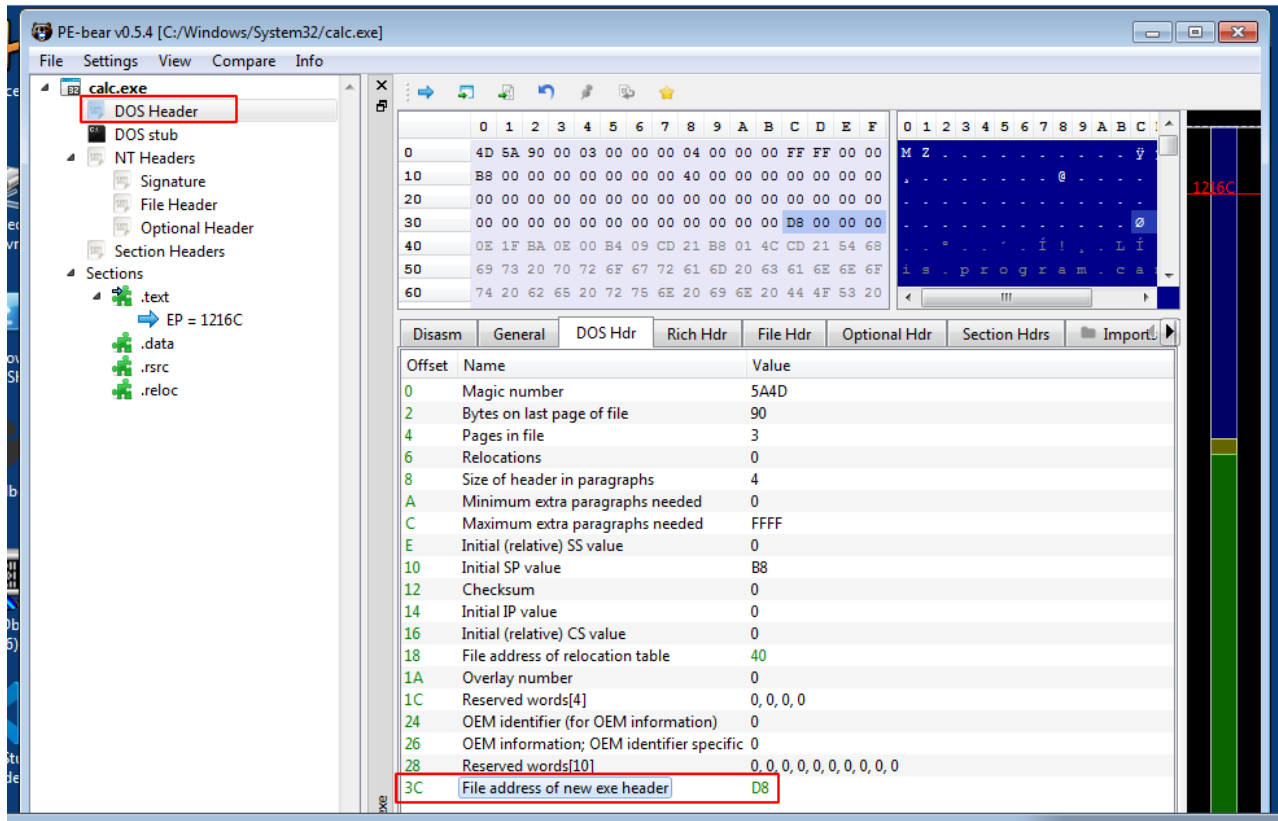 PE-bear v0.5.4 [C:/Windows/System32/calc.exe]
File Settings View Compare Info
calc.exe
DOS Header
DOS stub
NT Headers
Signature
File Header
Optional Header
Section Headers
Sections
.text
EP = 1216C
.data
.rsrc
.reloc
0 1 2 3 4 5 6 7 8 9 A B C D E F 0 1 2 3 4 5 6 7 8 9 A B C
0 4D 5A 90 00 03 00 00 00 04 00 00 00 FF FF 00 00 M Z . . . . . . . . . . ÿ
10 B8 00 00 00 00 00 00 00 40 00 00 00 00 00 00 00 ¸ . . . . . . . @ . . . .
20 00 00 00 00 00 00 00 00 00 00 00 00 00 00 00 00 . . . . . . . . . . . . .
30 00 00 00 00 00 00 00 00 00 00 00 00 D8 00 00 00 . . . . . . . . . . . . Ø
40 0E 1F BA 0E 00 B4 09 CD 21 B8 01 4C CD 21 54 68 . . º . . ´ . Í ! ¸ . L Í
50 69 73 20 70 72 6F 67 72 61 6D 20 63 61 6E 6E 6F i s . p r o g r a m . c a
60 74 20 62 65 20 72 75 6E 20 69 6E 20 44 4F 53 20
1216C
Disasm General DOS Hdr Rich Hdr File Hdr Optional Hdr Section Hdrs Imports
Offset Name Value
0 Magic number 5A4D
2 Bytes on last page of file 90
4 Pages in file 3
6 Relocations 0
8 Size of header in paragraphs 4
A Minimum extra paragraphs needed 0
C Maximum extra paragraphs needed FFFF
E Initial (relative) SS value 0
10 Initial SP value B8
12 Checksum 0
14 Initial IP value 0
16 Initial (relative) CS value 0
18 File address of relocation table 40
1A Overlay number 0
1C Reserved words[4] 0, 0, 0, 0
24 OEM identifier (for OEM information) 0
26 OEM information; OEM identifier specific 0
28 Reserved words[10] 0, 0, 0, 0, 0, 0, 0, 0, 0, 0
3C File address of new exe header D8